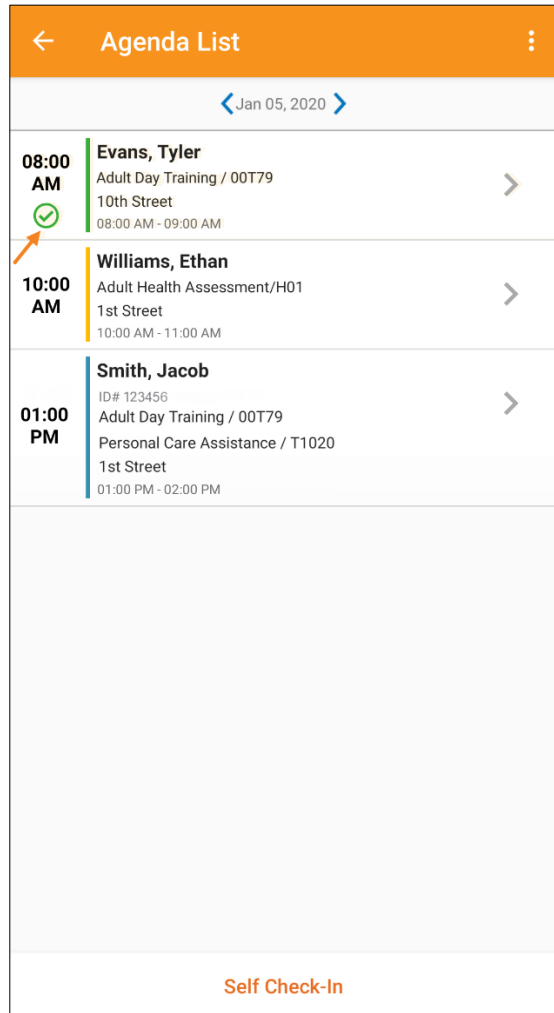 Agenda List
Jan 05, 2020
08:00
AM
Evans, Tyler
Adult Day Training / 00T79
10th Street
08:00 AM - 09:00 AM
10:00
AM
Williams, Ethan
Adult Health Assessment/H01
1st Street
10:00 AM - 11:00 AM
01:00
PM
Smith, Jacob
ID# 123456
Adult Day Training / 00T79
Personal Care Assistance / T1020
1st Street
01:00 PM - 02:00 PM
Self Check-In